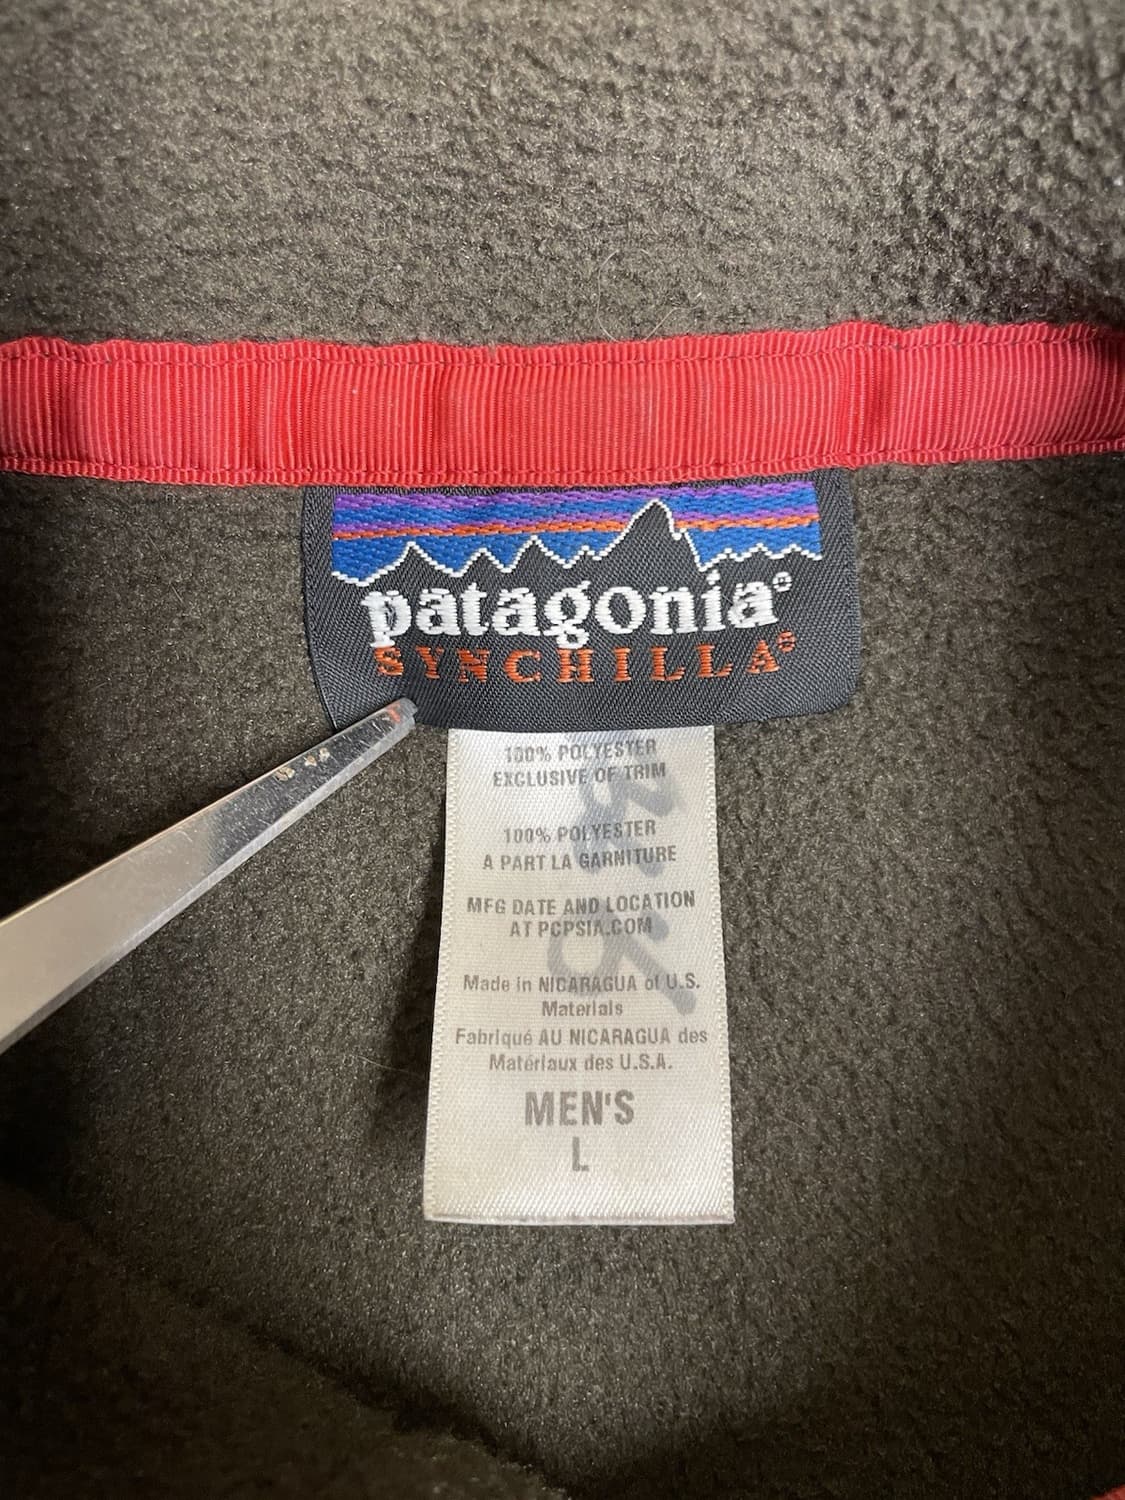 patagonia®
SYNCHILLA®
100% POLYESTER
EXCLUSIVE OF TRIM
100% POLYESTER
A PART LA GARNITURE
MFG DATE AND LOCATION
AT PCPSIA.COM
Made in NICARAGUA of U.S.
Materials
Fabriqué AU NICARAGUA des
Matériaux des U.S.A.
MEN'S
L